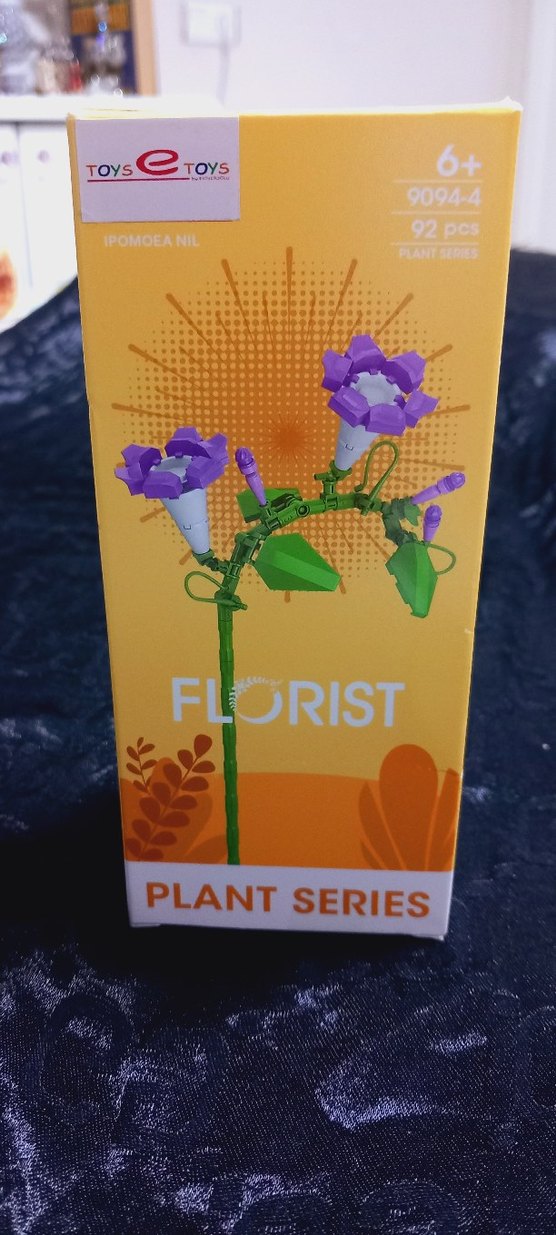 TOYS e TOYS
6+
9094-4
92 pcs
PLANT SERIES
IPOMOEA NIL
FLORIST
PLANT SERIES